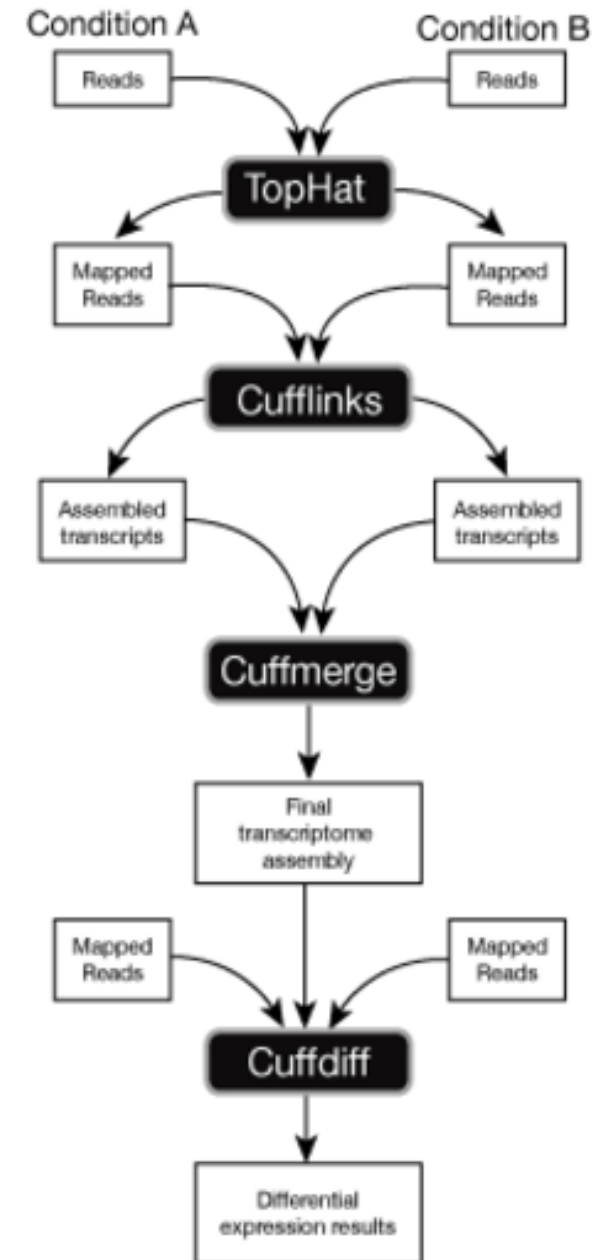 Condition A
Condition B
Reads
Reads
TopHat
Mapped
Reads
Mapped
Reads
Cufflinks
Assembled
transcripts
Assembled
transcripts
Cuffmerge
Final
transcriptome
assembly
Mapped
Reads
Mapped
Reads
Cuffdiff
Differential
expression results